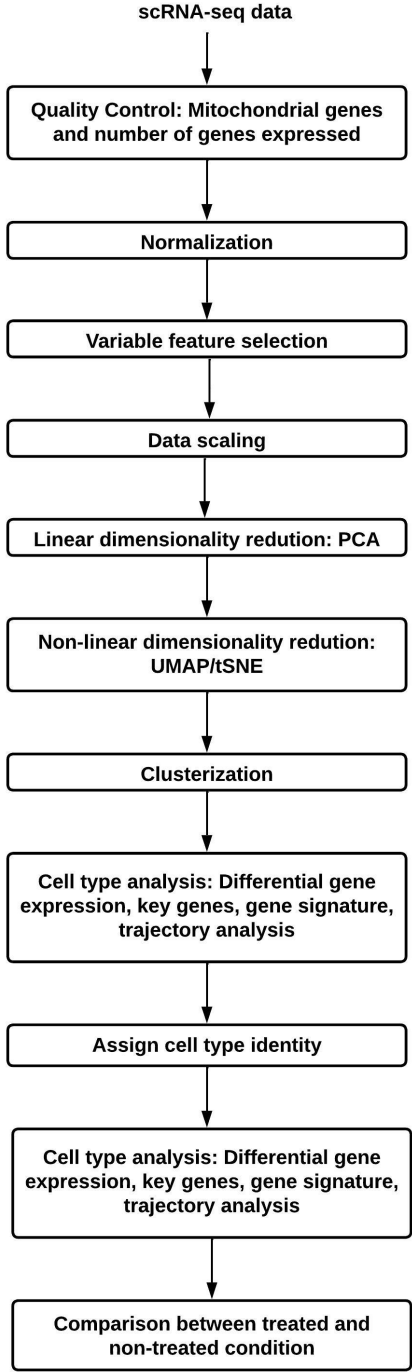 scRNA-seq data
Quality Control: Mitochondrial genes
and number of genes expressed
Normalization
Variable feature selection
Data scaling
Linear dimensionality redution: PCA
Non-linear dimensionality redution:
UMAP/tSNE
Clusterization
Cell type analysis: Differential gene
expression, key genes, gene signature,
trajectory analysis
Assign cell type identity
Cell type analysis: Differential gene
expression, key genes, gene signature,
trajectory analysis
Comparison between treated and
non-treated condition